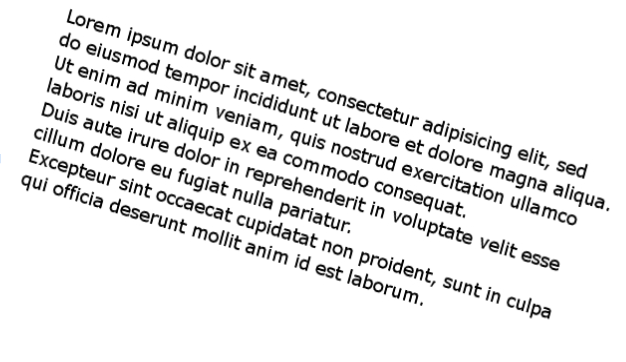 Lorem ipsum dolor sit amet, consectetur adipisicing elit, sed
do eiusmod tempor incididunt ut labore et dolore magna aliqua.
Ut enim ad minim veniam, quis nostrud exercitation ullamco
laboris nisi ut aliquip ex ea commodo consequat.
Duis aute irure dolor in reprehenderit in voluptate velit esse
cillum dolore eu fugiat nulla pariatur.
Excepteur sint occaecat cupidatat non proident, sunt in culpa
qui officia deserunt mollit anim id est laborum.